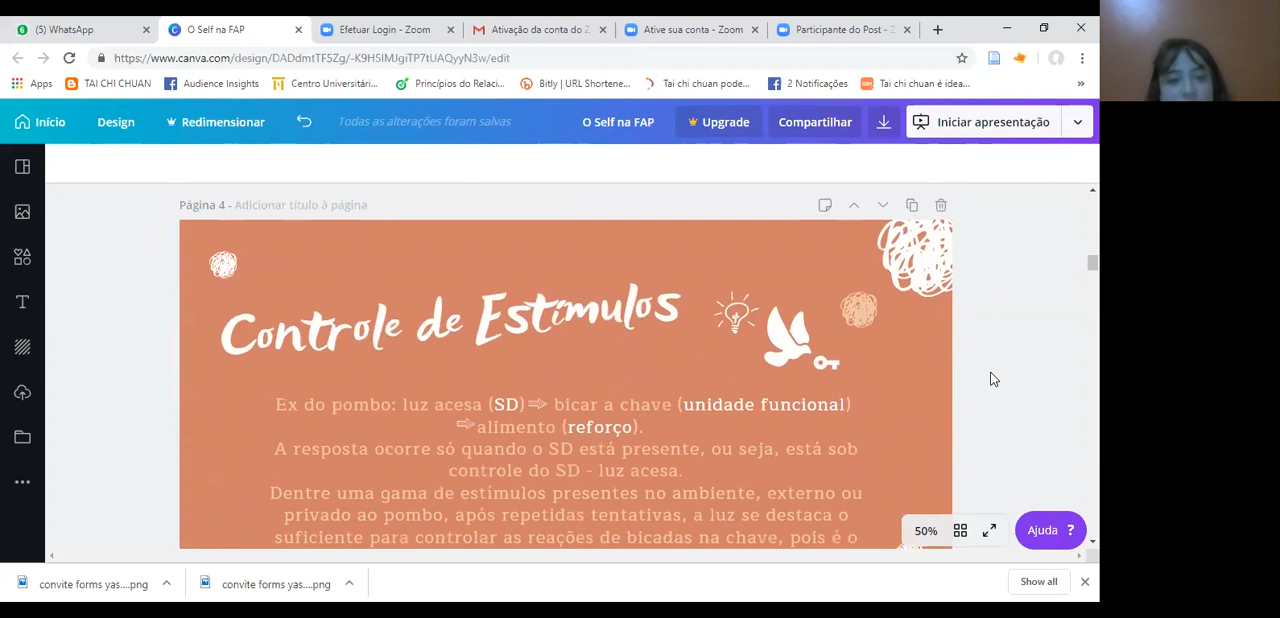 (5) WhatsApp
O Self na FAP
Efetuar Login - Zoom
Ativação da conta do Z
Ative sua conta - Zoom
Participante do Post - Z
https://www.canva.com/design/DADdmtTF5Zg/-K9H5IMJgiTP7tUAQyyN3w/edit
Apps
TAI CHI CHUAN
Audience Insights
Centro Universitári...
Princípios do Relaci...
Bitly | URL Shortene...
Tai chi chuan pode...
2 Notificações
Tai chi chuan é idea...
»
Início
Design
Redimensionar
Todas as alterações foram salvas
O Self na FAP
Upgrade
Compartilhar
Iniciar apresentação
Página 4 - Adicionar título à página
Controle de Estímulos
Ex do pombo: luz acesa (SD)⇨ bicar a chave (unidade funcional)
⇨alimento (reforço).
A resposta ocorre só quando o SD está presente, ou seja, está sob
controle do SD - luz acesa.
Dentre uma gama de estímulos presentes no ambiente, externo ou
privado ao pombo, após repetidas tentativas, a luz se destaca o
suficiente para controlar as reações de bicadas na chave, pois é o
50%
Ajuda ?
convite forms yas....png
convite forms yas....png
Show all